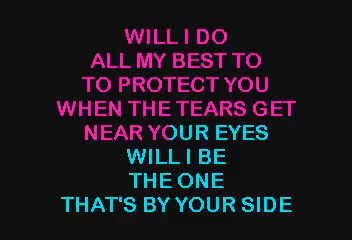 WILL I DO
ALL MY BEST TO
TO PROTECT YOU
WHEN THE TEARS GET
NEAR YOUR EYES
WILL I BE
THE ONE
THAT'S BY YOUR SIDE